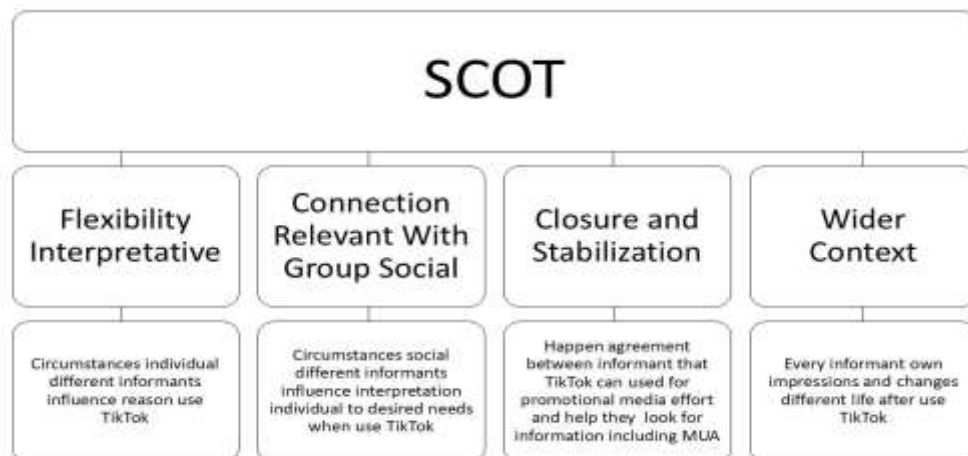 SCOT
Flexibility
Interpretative
Connection
Relevant With
Group Social
Closure and
Stabilization
Wider
Context
Circumstances individual
different informants
influence reason use
TikTok
Circumstances social
different informants
influence interpretation
individual to desired needs
when use TikTok
Happen agreement
between informant that
TikTok can used for
promotional media effort
and help they look for
information including MUA
Every informant own
impressions and changes
different life after use
TikTok